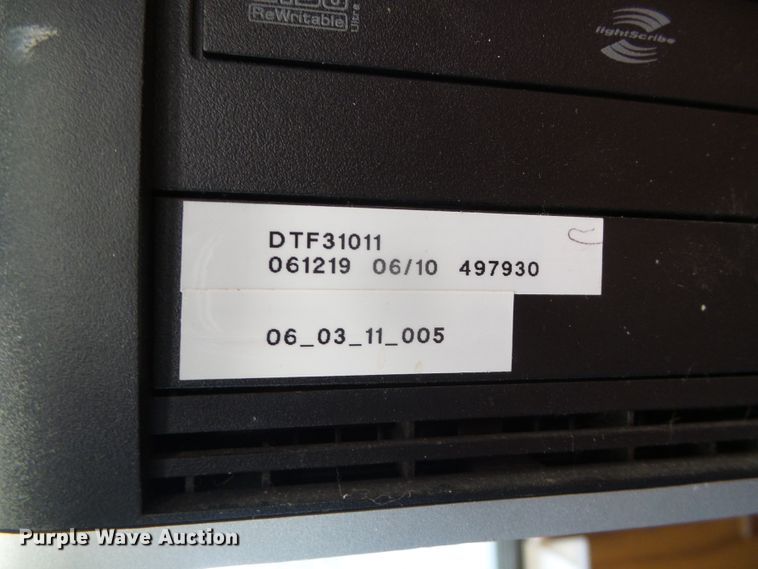 ReWritable
Ultra
lightScribe
DTF31011
061219 06/10 497930
06_03_11_005
Purple Wave Auction